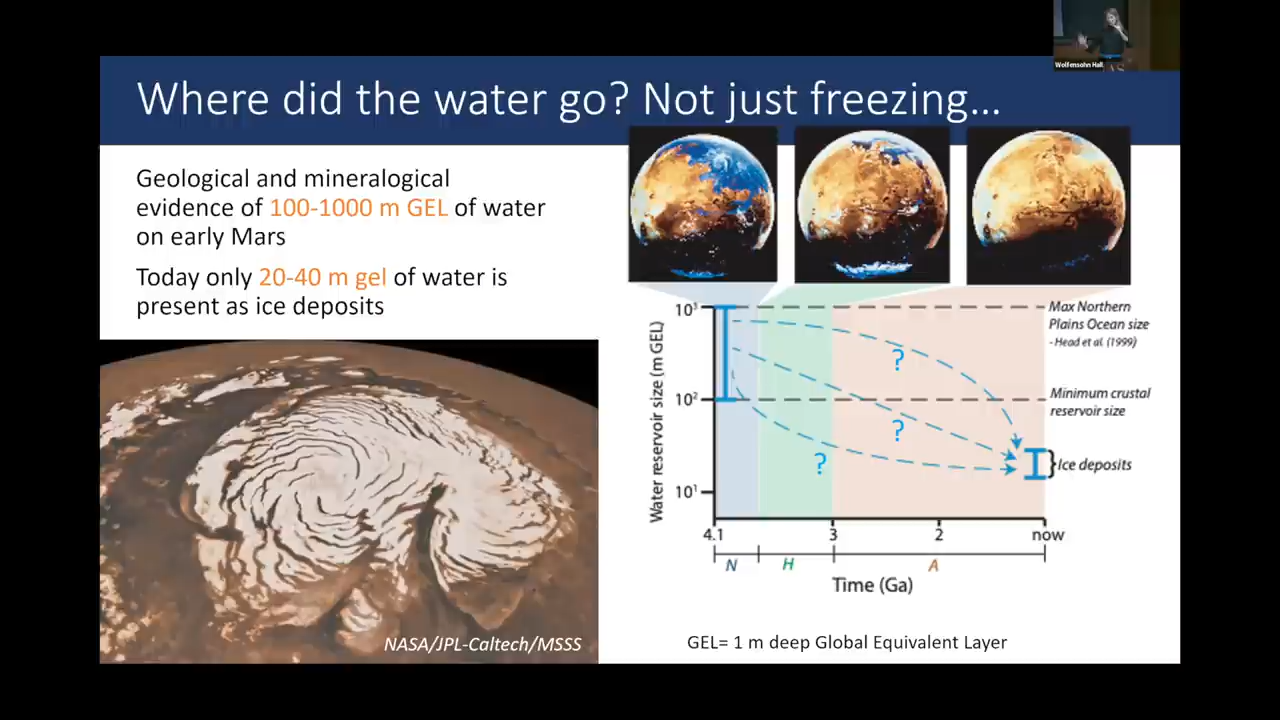 Wolfensohn Hall
Where did the water go? Not just freezing...
Geological and mineralogical
evidence of 100-1000 m GEL of water
on early Mars
Today only 20-40 m gel of water is
present as ice deposits
NASA/JPL-Caltech/MSSS
Water reservoir size (m GEL)
10³
10²
10¹
?
?
?
Max Northern
Plains Ocean size
- Head et al. (1999)
Minimum crustal
reservoir size
Ice deposits
4.1 3 2 now
N H A
Time (Ga)
GEL= 1 m deep Global Equivalent Layer